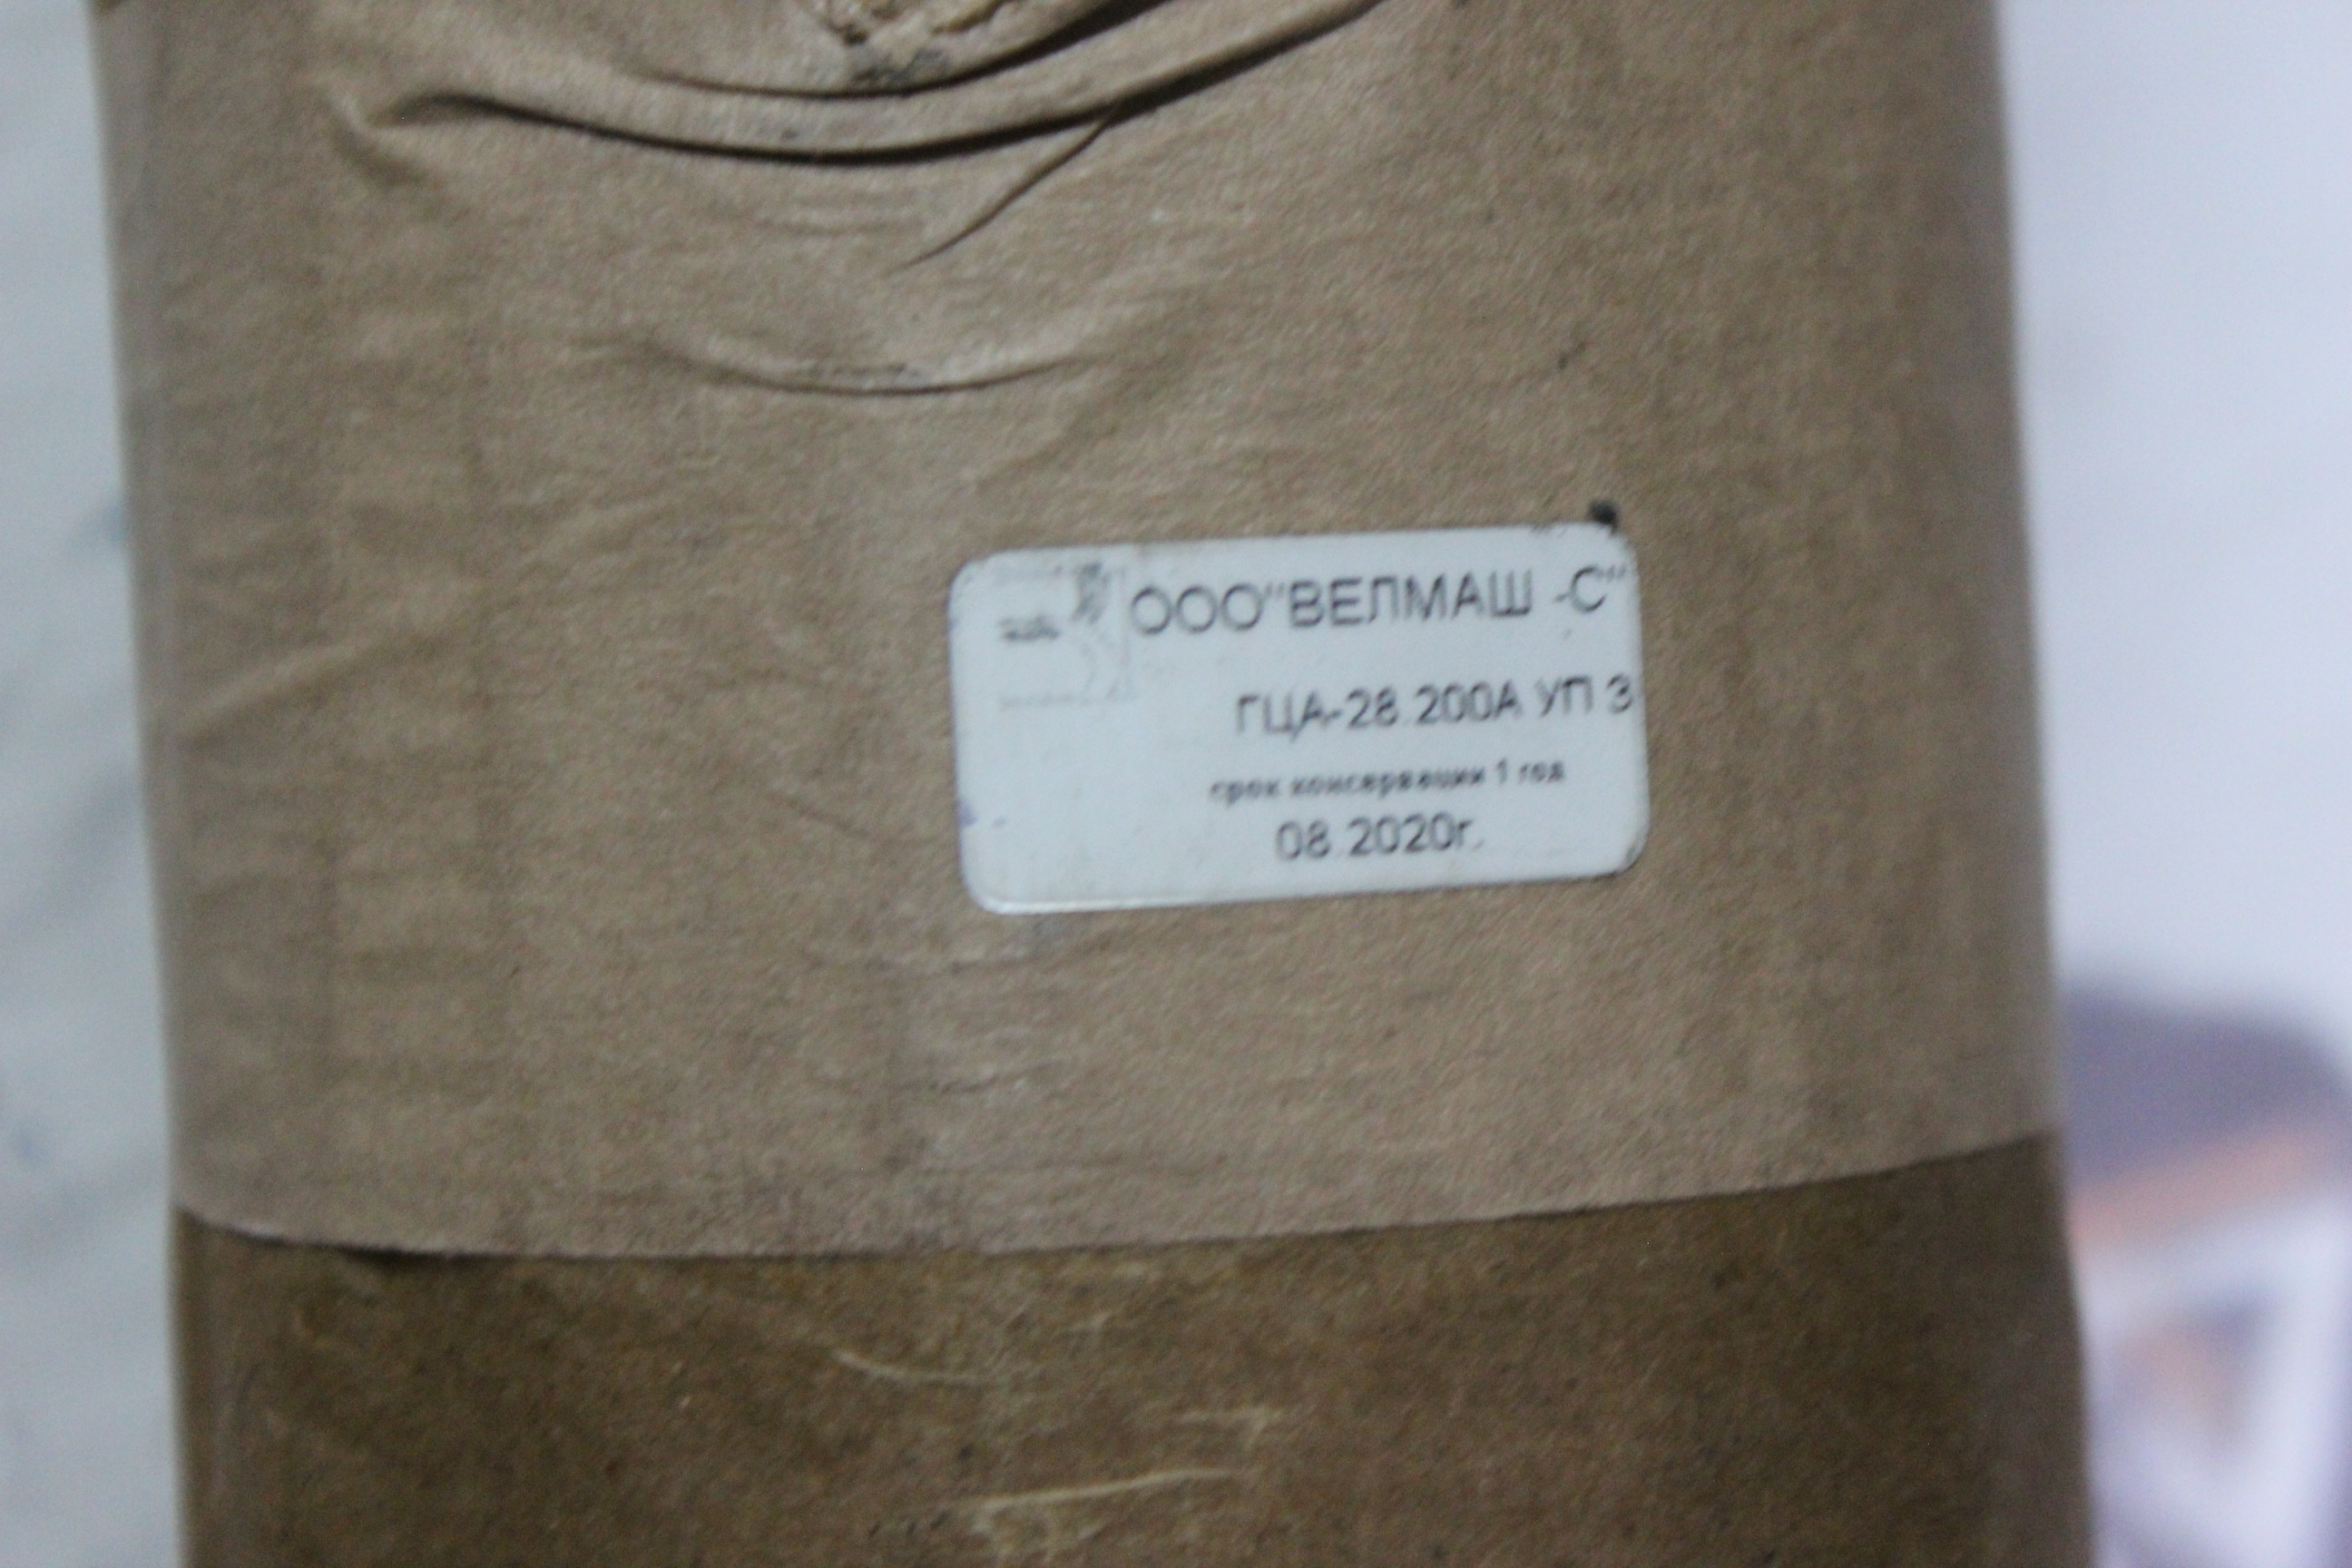 ООО"ВЕЛМАШ -С"
ГЦА-28.200А УП 3
срок консервации 1 год
08.2020г.